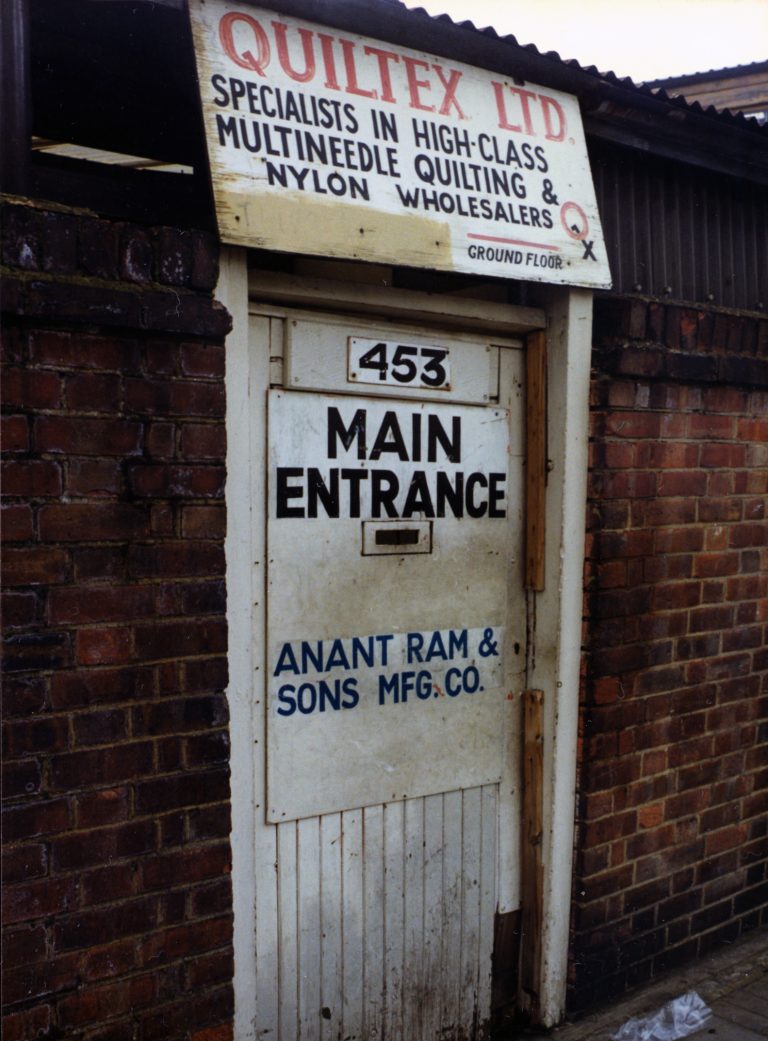 QUILTEX LTD.
SPECIALISTS IN HIGH-CLASS
MULTINEEDLE QUILTING &
NYLON WHOLESALERS
Q
X
GROUND FLOOR
453
MAIN
ENTRANCE
ANANT RAM &
SONS MFG. CO.